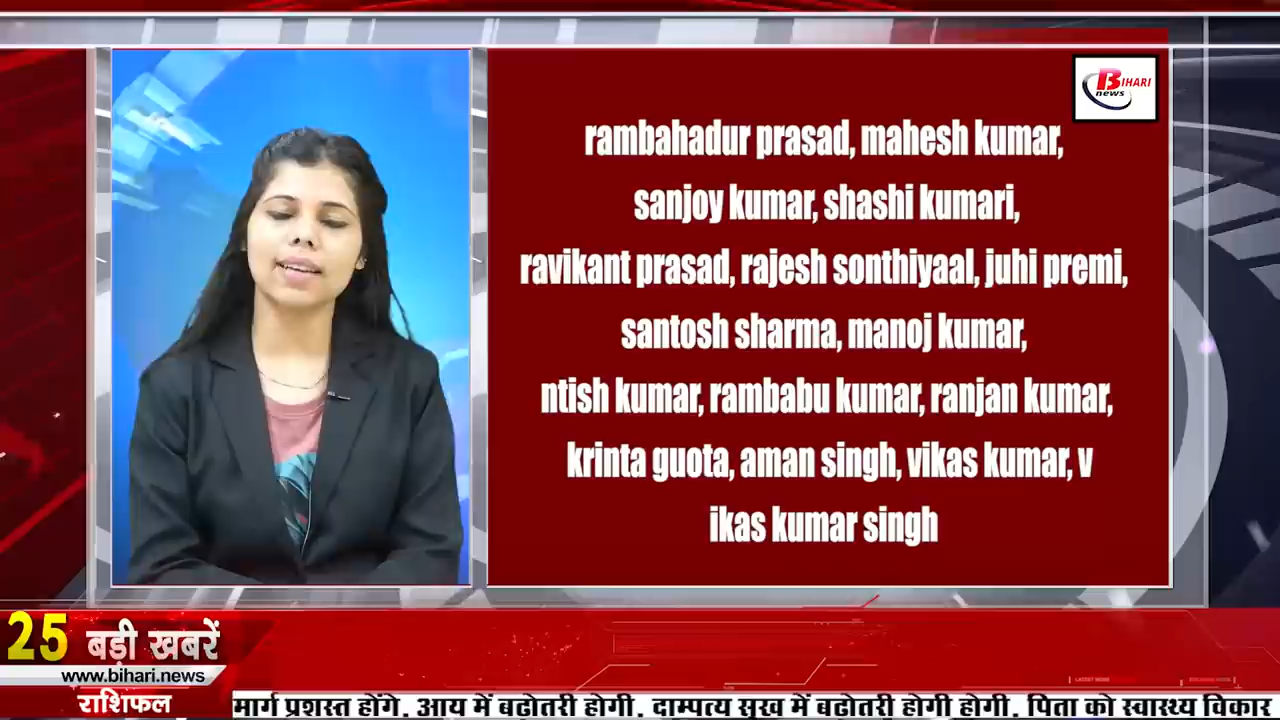 BIHARI
news
rambahadur prasad, mahesh kumar,
sanjoy kumar, shashi kumari,
ravikant prasad, rajesh sonthiyaal, juhi premi,
santosh sharma, manoj kumar,
ntish kumar, rambabu kumar, ranjan kumar,
krinta guota, aman singh, vikas kumar, v
ikas kumar singh
25 बड़ी खबरें
www.bihari.news
राशिफल
मार्ग प्रशस्त होंगे. आय में बढोतरी होगी. दाम्पत्य सुख में बढोतरी होगी होगी. पिता को स्वास्थ्य विकार